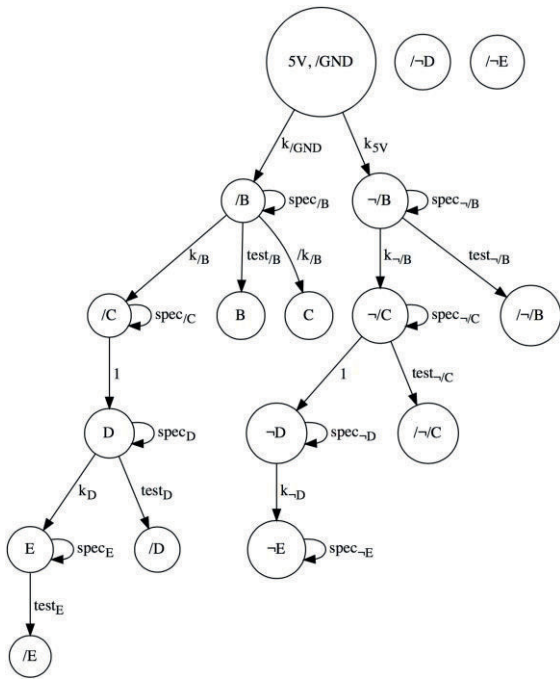 5V, /GND
/¬D
/¬E
k/GND
k5V
/B
spec/B
¬/B
spec¬/B
k/B
test/B
/k/B
k¬/B
test¬/B
/C
spec/C
B
C
¬/C
spec¬/C
/¬/B
1
1
test¬/C
D
specD
¬D
spec¬D
/¬/C
kD
testD
k¬D
E
specE
/D
¬E
spec¬E
testE
/E